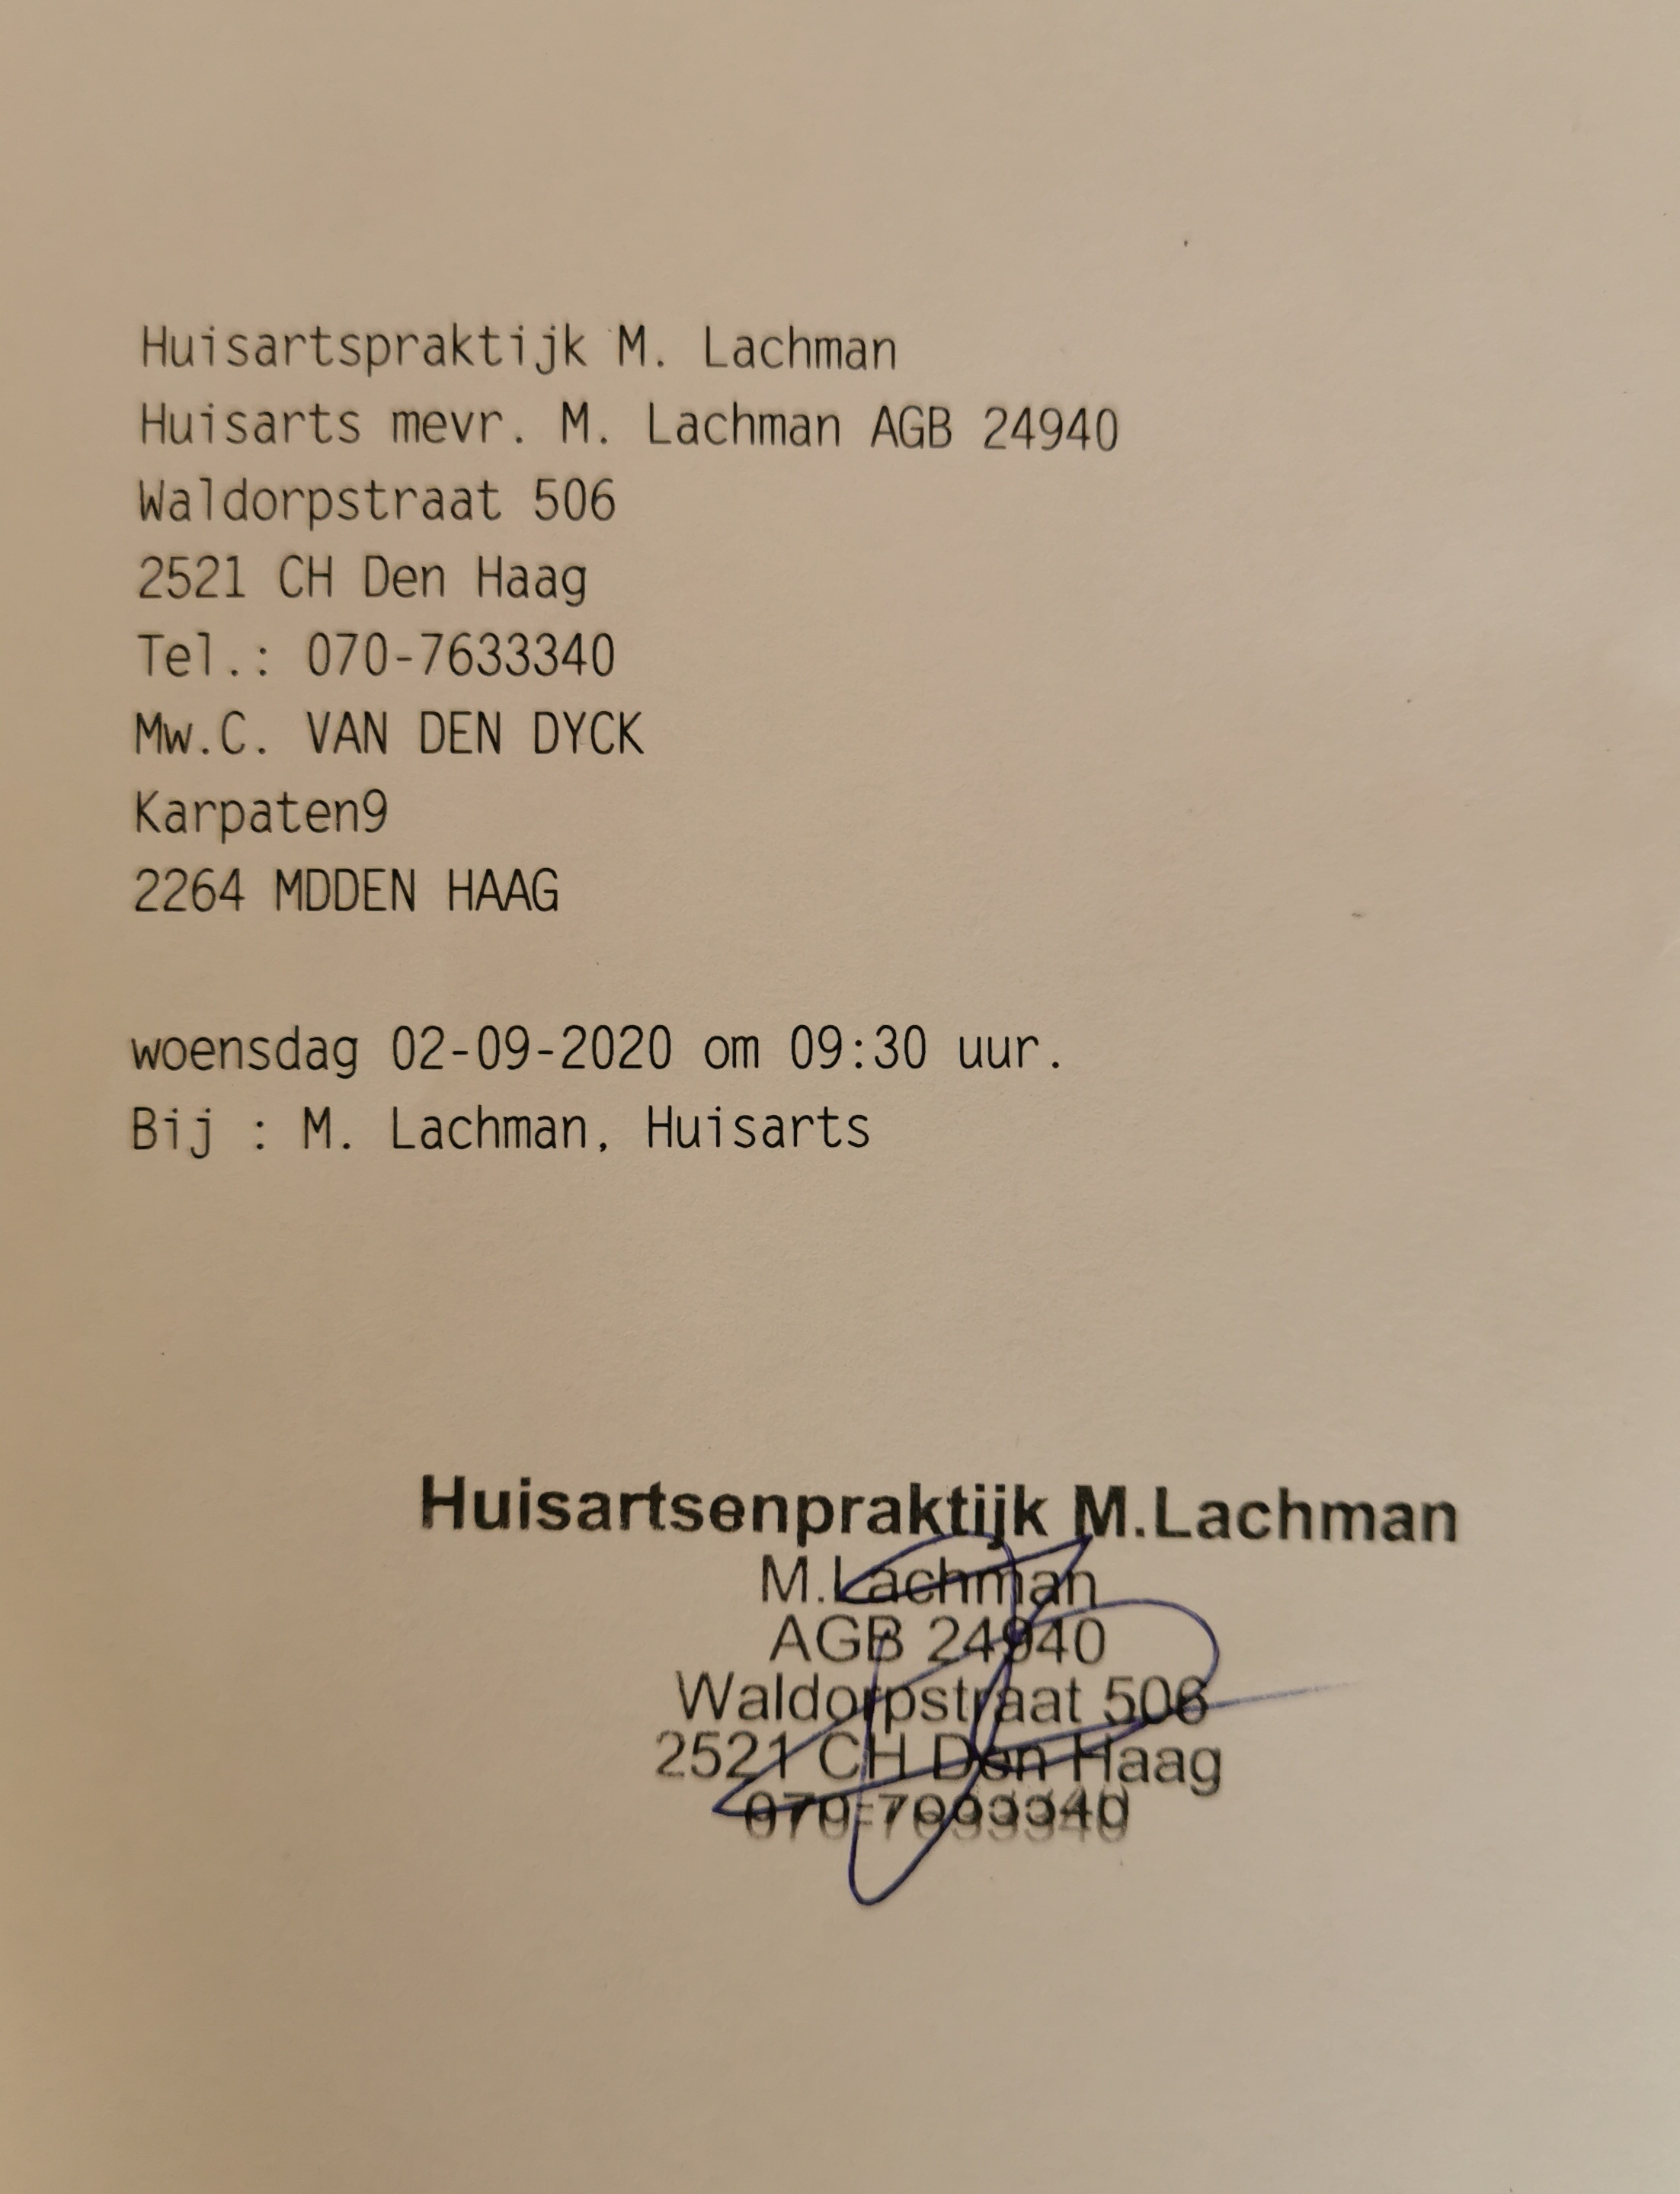 Huisartspraktijk M. Lachman
Huisarts mevr. M. Lachman AGB 24940
Waldorpstraat 506
2521 CH Den Haag
Tel.: 070-7633340
Mw.C. VAN DEN DYCK
Karpaten9
2264 MDDEN HAAG
woensdag 02-09-2020 om 09:30 uur.
Bij : M. Lachman, Huisarts
Huisartsenpraktijk M.Lachman
M.Lachman
AGB 24940
Waldorpstraat 506
2521 CH Den Haag
070-7633340